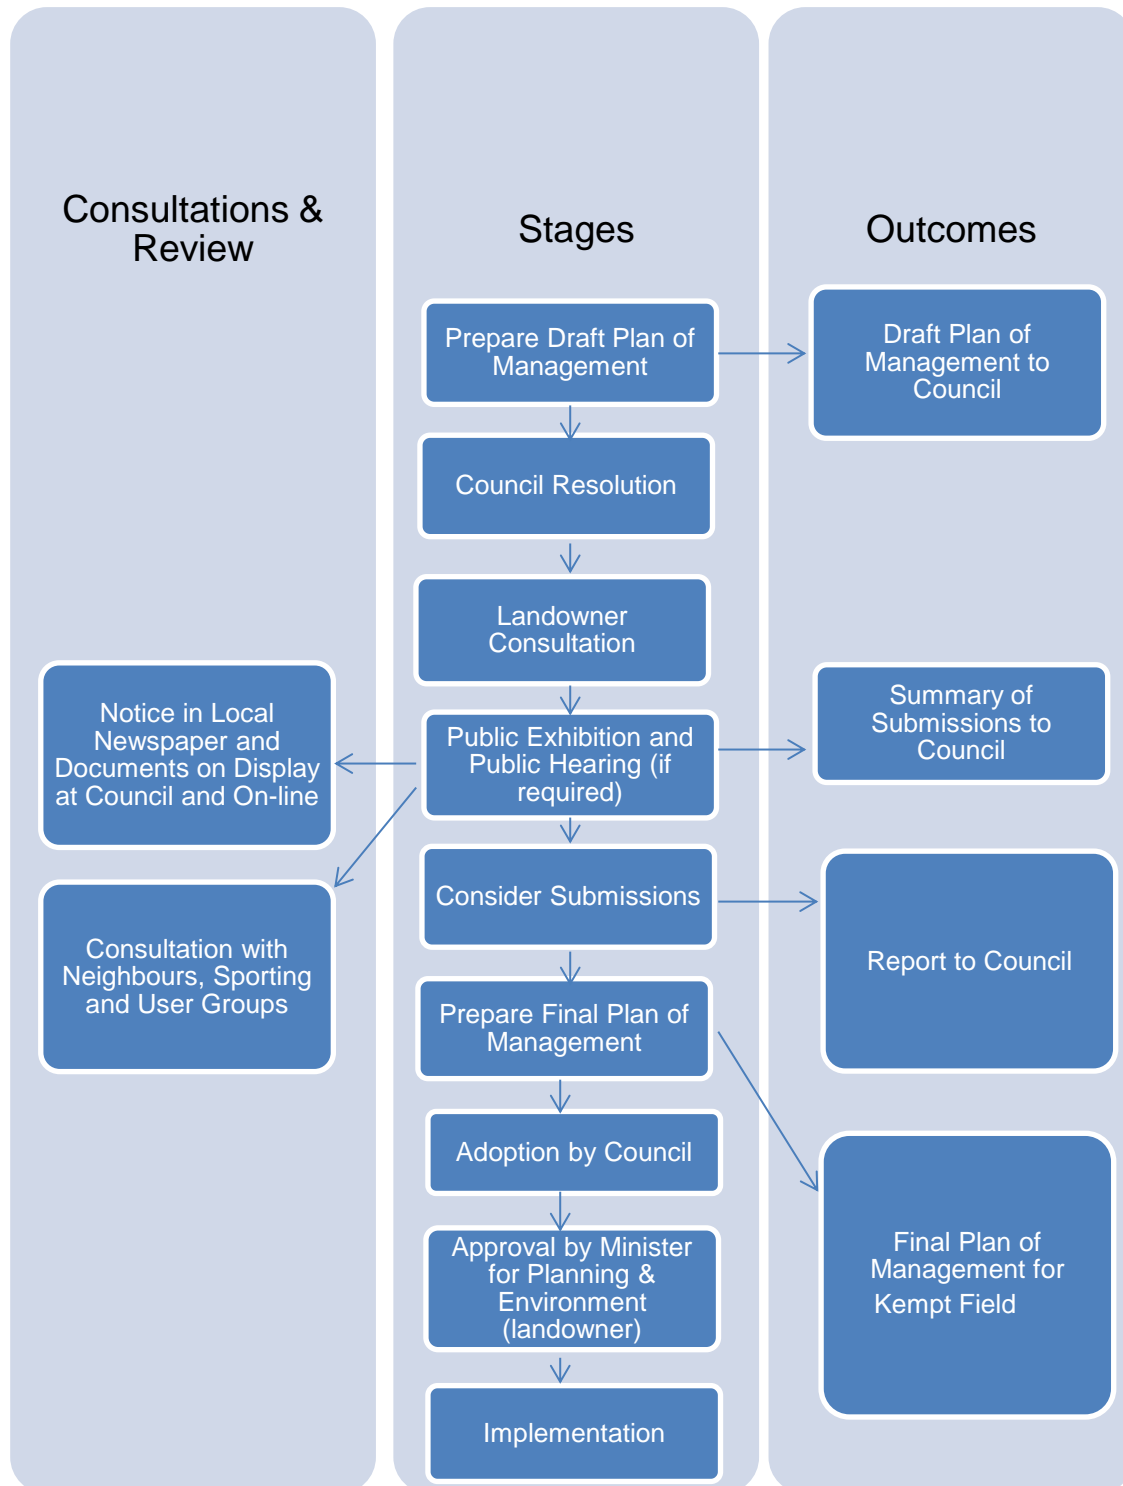 Consultations &
Review
Stages
Outcomes
Prepare Draft Plan of
Management
Draft Plan of
Management to
Council
Council Resolution
Landowner
Consultation
Notice in Local
Newspaper and
Documents on Display
at Council and On-line
Public Exhibition and
Public Hearing (if
required)
Summary of
Submissions to
Council
Consultation with
Neighbours, Sporting
and User Groups
Consider Submissions
Report to Council
Prepare Final Plan of
Management
Adoption by Council
Approval by Minister
for Planning &
Environment
(landowner)
Final Plan of
Management for
Kempt Field
Implementation